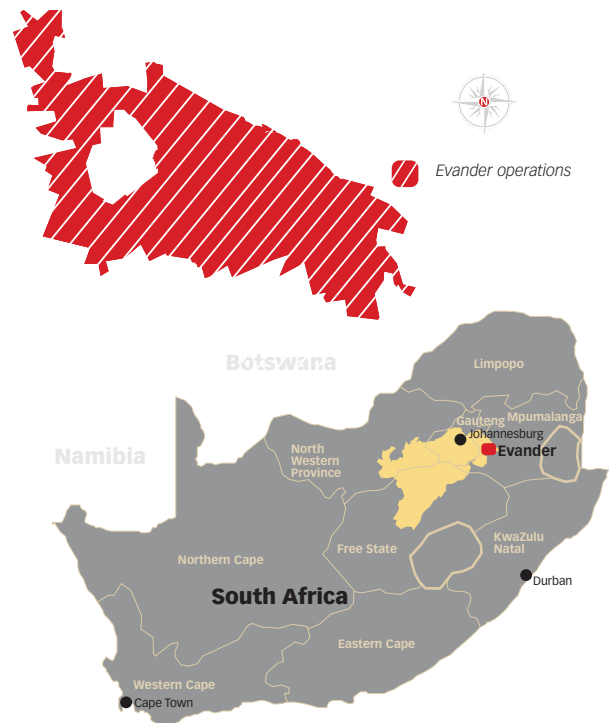 N
Evander operations
Botswana
Limpopo
Gauteng
Mpumalanga
Johannesburg
Evander
Namibia
North
Western
Province
KwaZulu
Natal
Free State
Northern Cape
Durban
South Africa
Eastern Cape
Western Cape
Cape Town